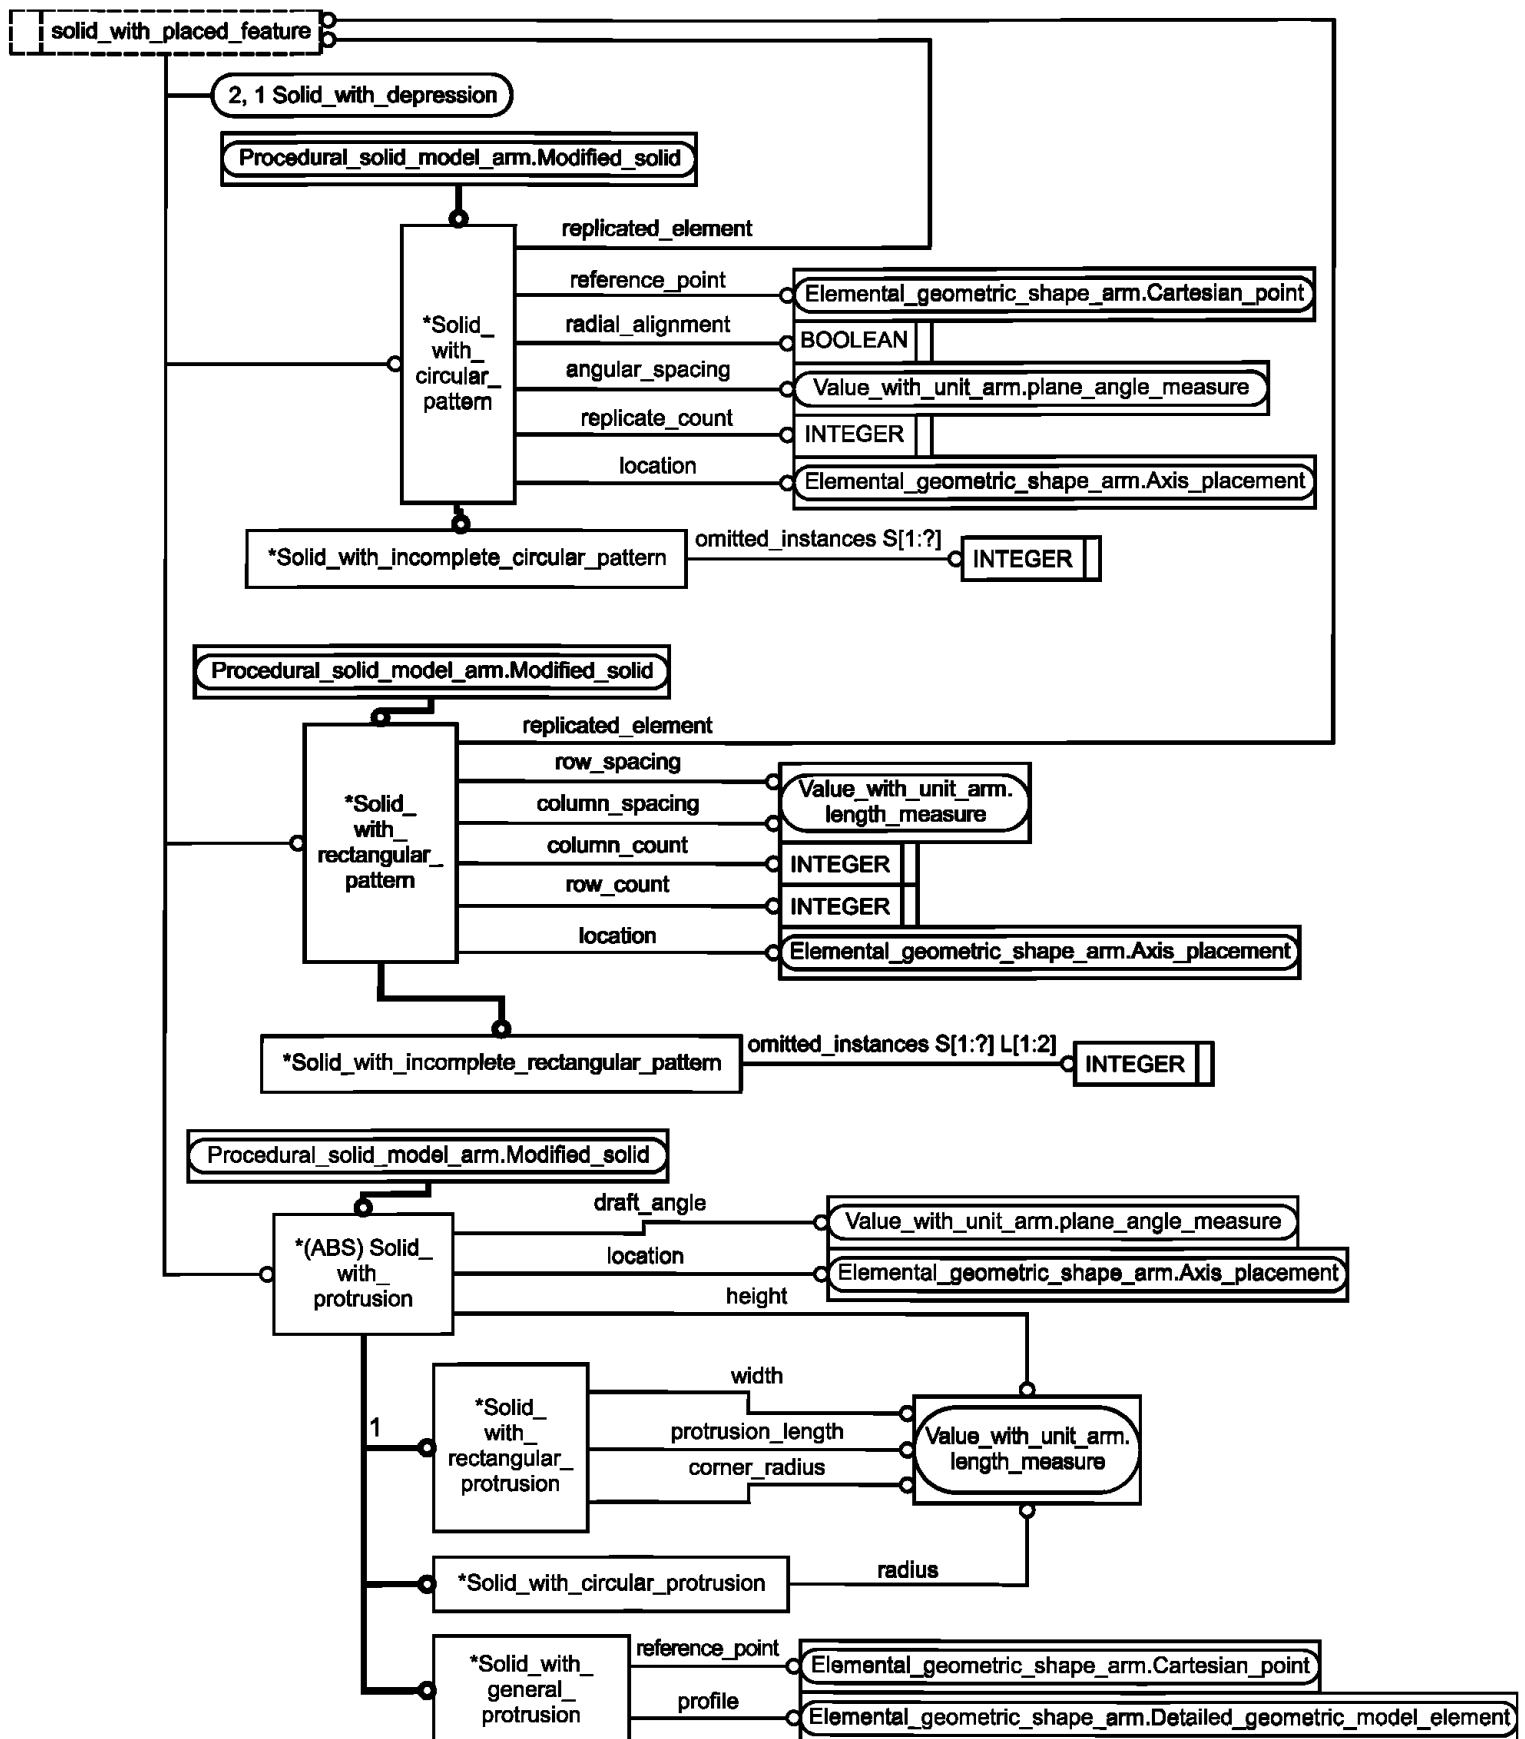 solid_with_placed_feature
2, 1 Solid_with_depression
Procedural_solid_model_arm.Modified_solid
replicated_element
reference_point
Elemental_geometric_shape_arm.Cartesian_point
*Solid_
with_
circular_
pattern
radial_alignment
BOOLEAN
angular_spacing
Value_with_unit_arm.plane_angle_measure
replicate_count
INTEGER
location
Elemental_geometric_shape_arm.Axis_placement
*Solid_with_incomplete_circular_pattern
omitted_instances S[1:?]
INTEGER
Procedural_solid_model_arm.Modified_solid
replicated_element
*Solid_
with_
rectangular_
pattern
row_spacing
column_spacing
Value_with_unit_arm.
length_measure
column_count
INTEGER
row_count
INTEGER
location
Elemental_geometric_shape_arm.Axis_placement
*Solid_with_incomplete_rectangular_pattern
omitted_instances S[1:?] L[1:2]
INTEGER
Procedural_solid_model_arm.Modified_solid
*(ABS) Solid_
with_
protrusion
draft_angle
Value_with_unit_arm.plane_angle_measure
location
Elemental_geometric_shape_arm.Axis_placement
height
1
*Solid_
with_
rectangular_
protrusion
width
protrusion_length
corner_radius
Value_with_unit_arm.
length_measure
*Solid_with_circular_protrusion
radius
*Solid_with_
general_
protrusion
reference_point
Elemental_geometric_shape_arm.Cartesian_point
profile
Elemental_geometric_shape_arm.Detailed_geometric_model_element